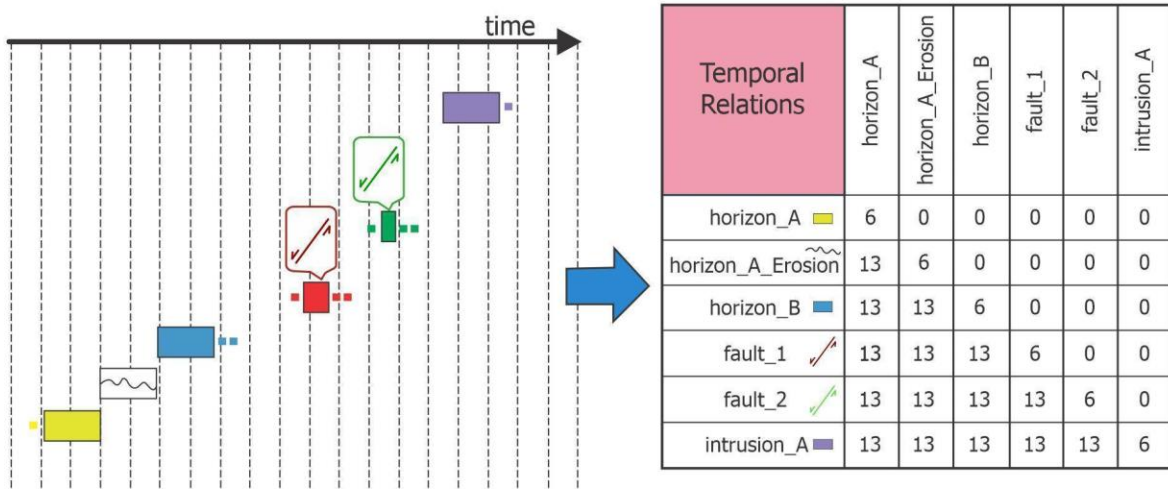 time
Temporal
Relations
horizon_A
horizon_A_Erosion
horizon_B
fault_1
fault_2
intrusion_A
horizon_A 6 0 0 0 0 0
horizon_A_Erosion 13 6 0 0 0 0
horizon_B 13 13 6 0 0 0
fault_1 13 13 13 6 0 0
fault_2 13 13 13 13 6 0
intrusion_A 13 13 13 13 13 6